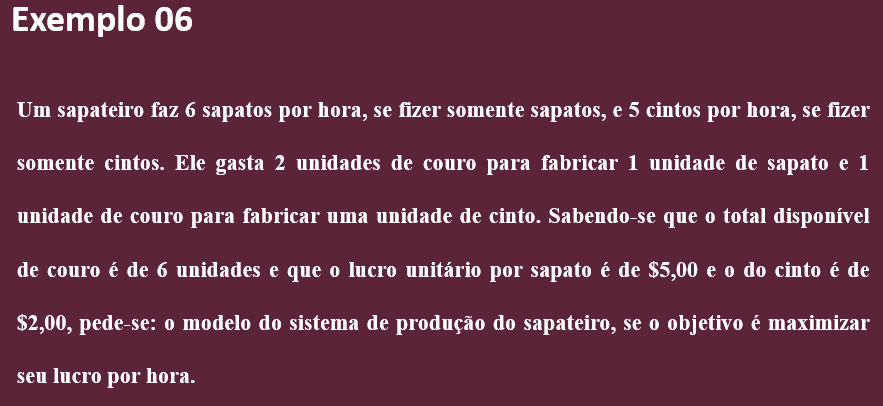 Exemplo 06
Um sapateiro faz 6 sapatos por hora, se fizer somente sapatos, e 5 cintos por hora, se fizer
somente cintos. Ele gasta 2 unidades de couro para fabricar 1 unidade de sapato e 1
unidade de couro para fabricar uma unidade de cinto. Sabendo-se que o total disponível
de couro é de 6 unidades e que o lucro unitário por sapato é de $5,00 e o do cinto é de
$2,00, pede-se: o modelo do sistema de produção do sapateiro, se o objetivo é maximizar
seu lucro por hora.